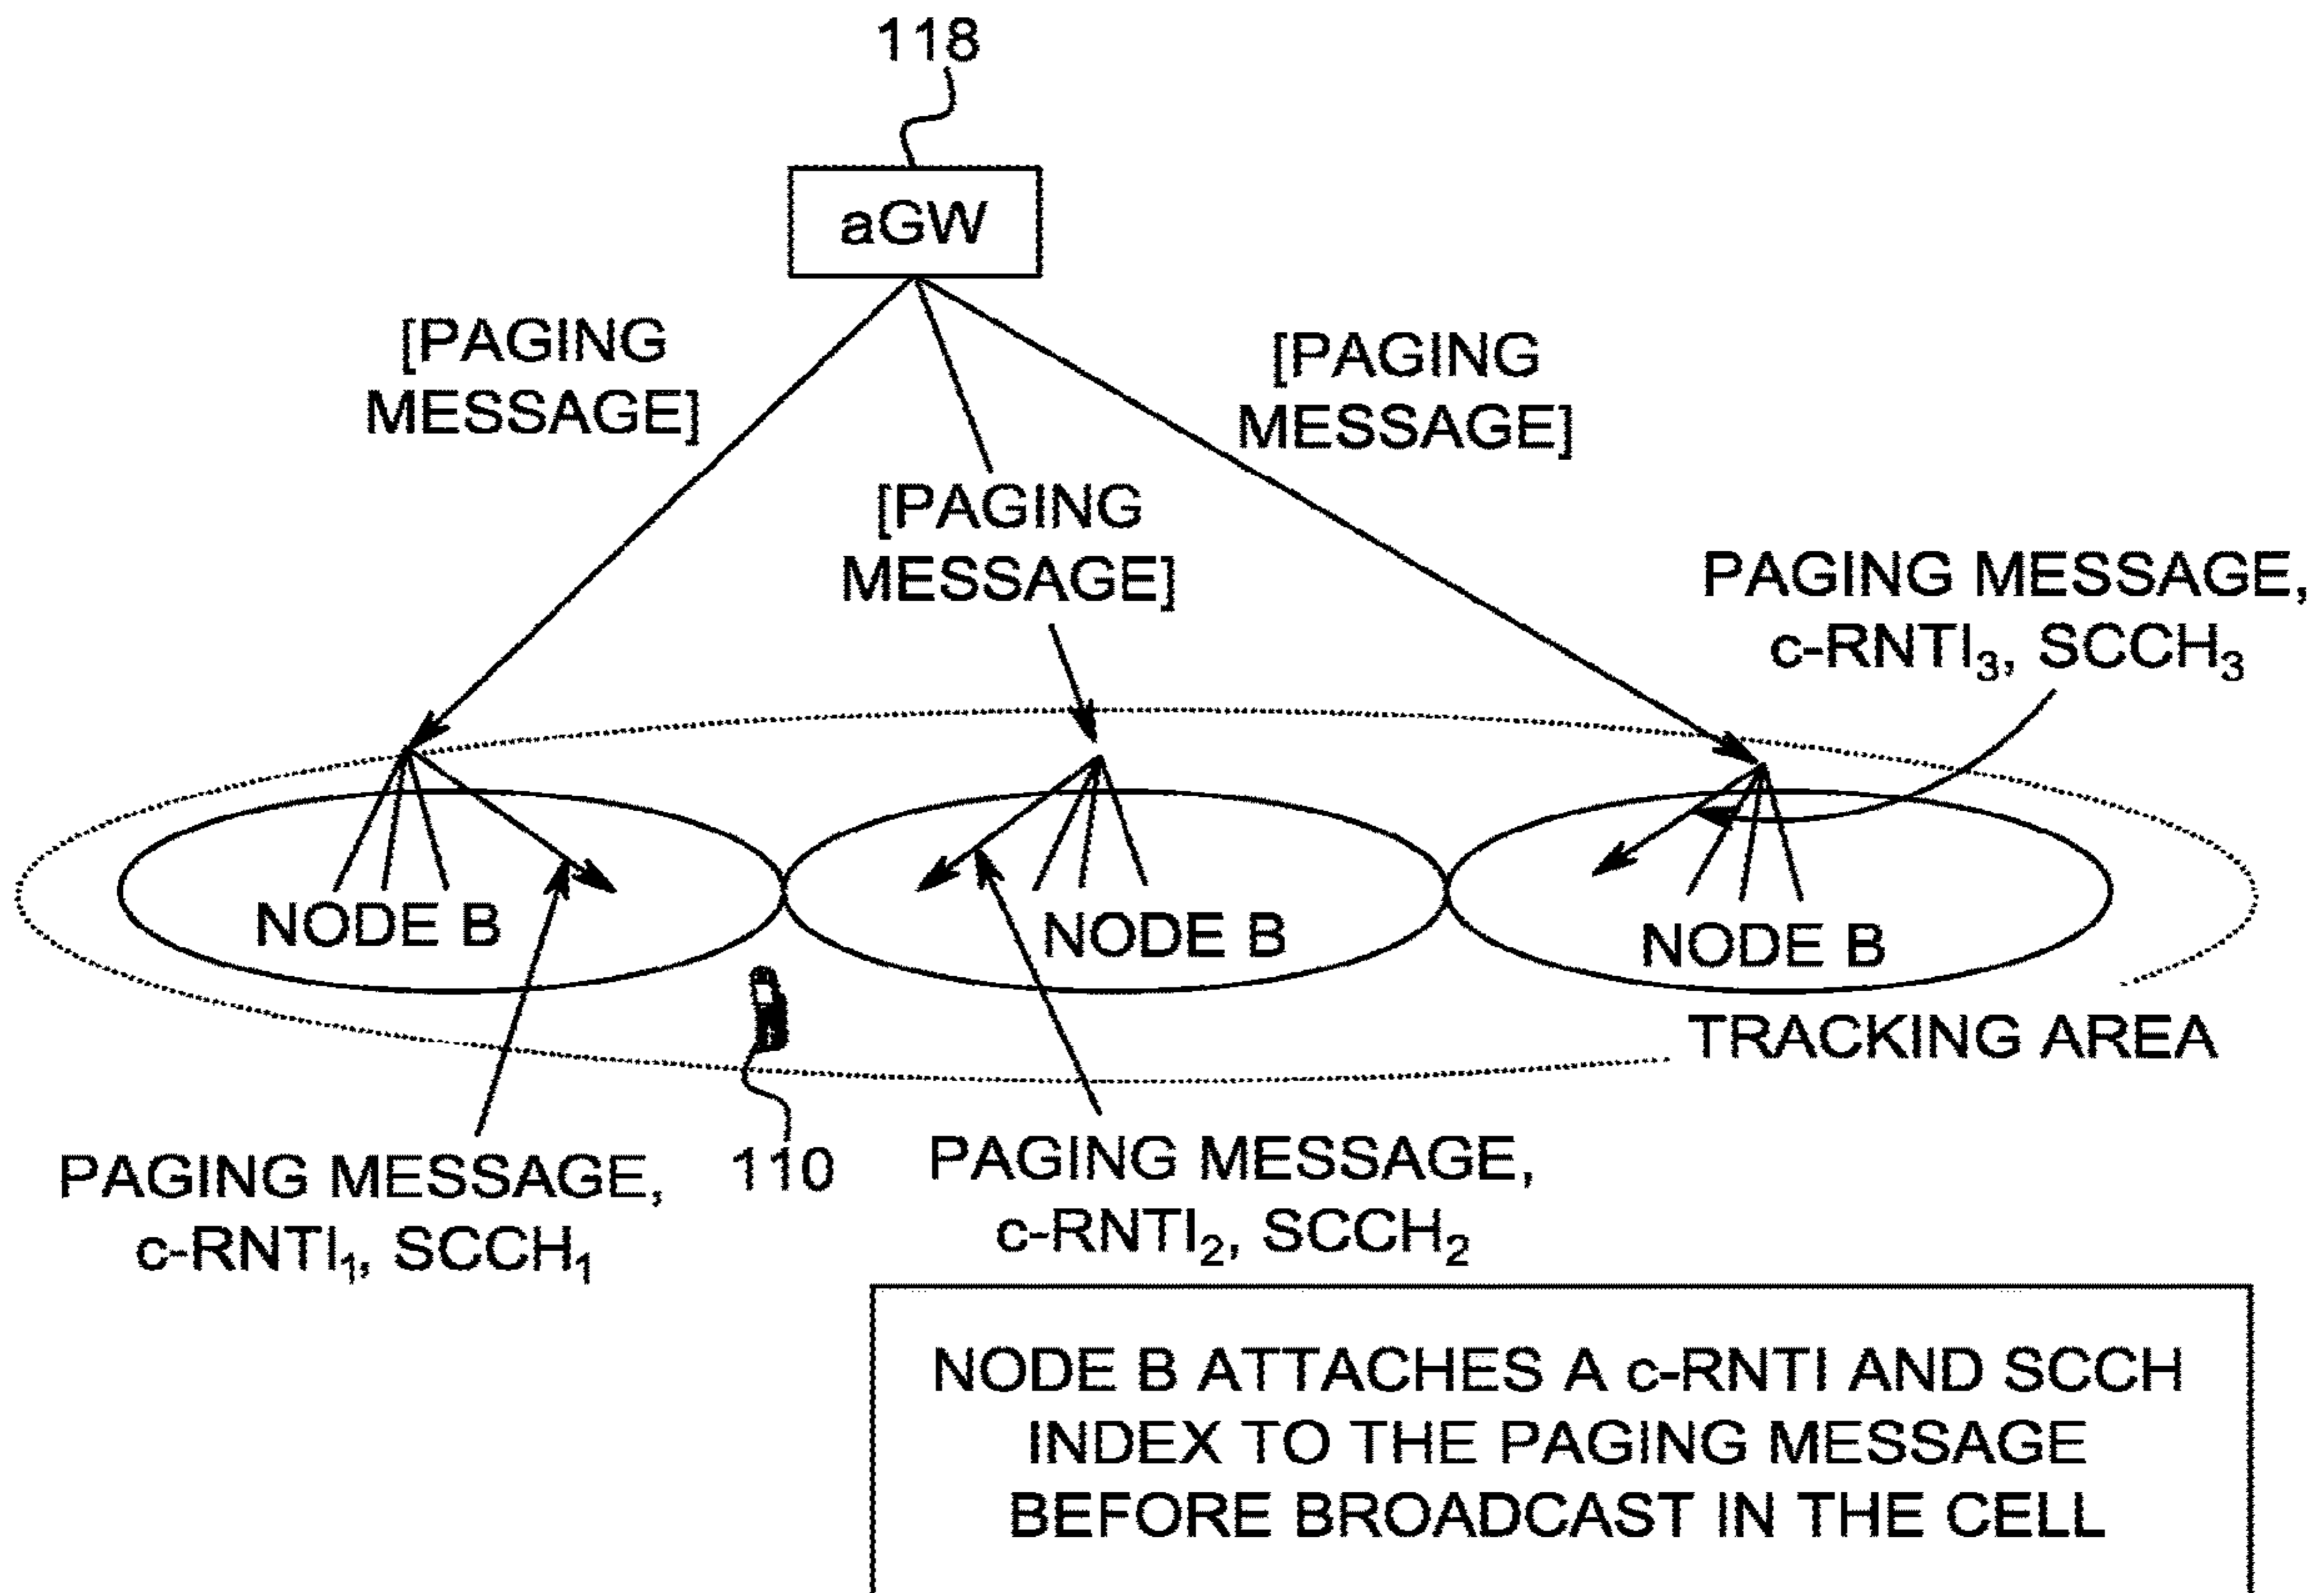 118
aGW
[PAGING
MESSAGE]
[PAGING
MESSAGE]
[PAGING
MESSAGE]
PAGING MESSAGE,
c-RNTI₃, SCCH₃
NODE B
NODE B
NODE B
TRACKING AREA
PAGING MESSAGE,
c-RNTI₁, SCCH₁
110
PAGING MESSAGE,
c-RNTI₂, SCCH₂
NODE B ATTACHES A c-RNTI AND SCCH
INDEX TO THE PAGING MESSAGE
BEFORE BROADCAST IN THE CELL